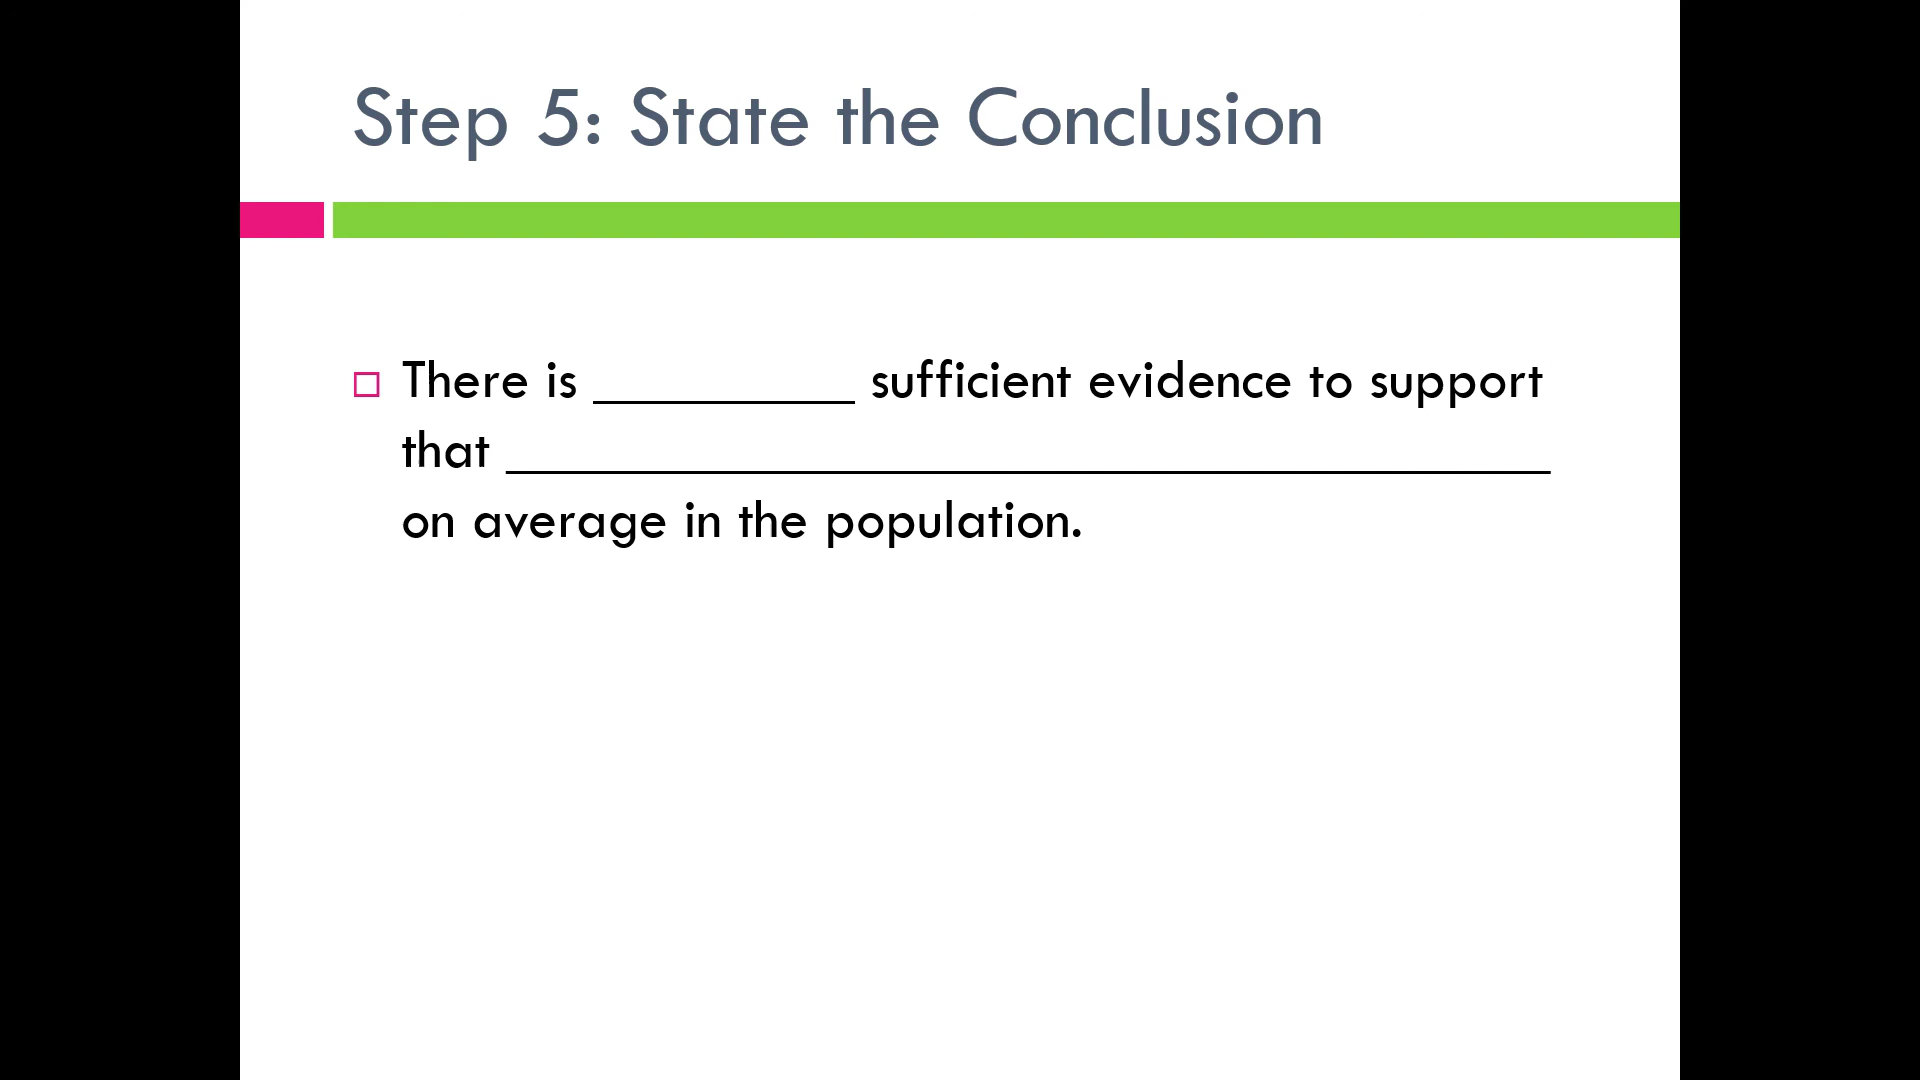 Step 5: State the Conclusion
There is __________ sufficient evidence to support
that ________________________________________
on average in the population.